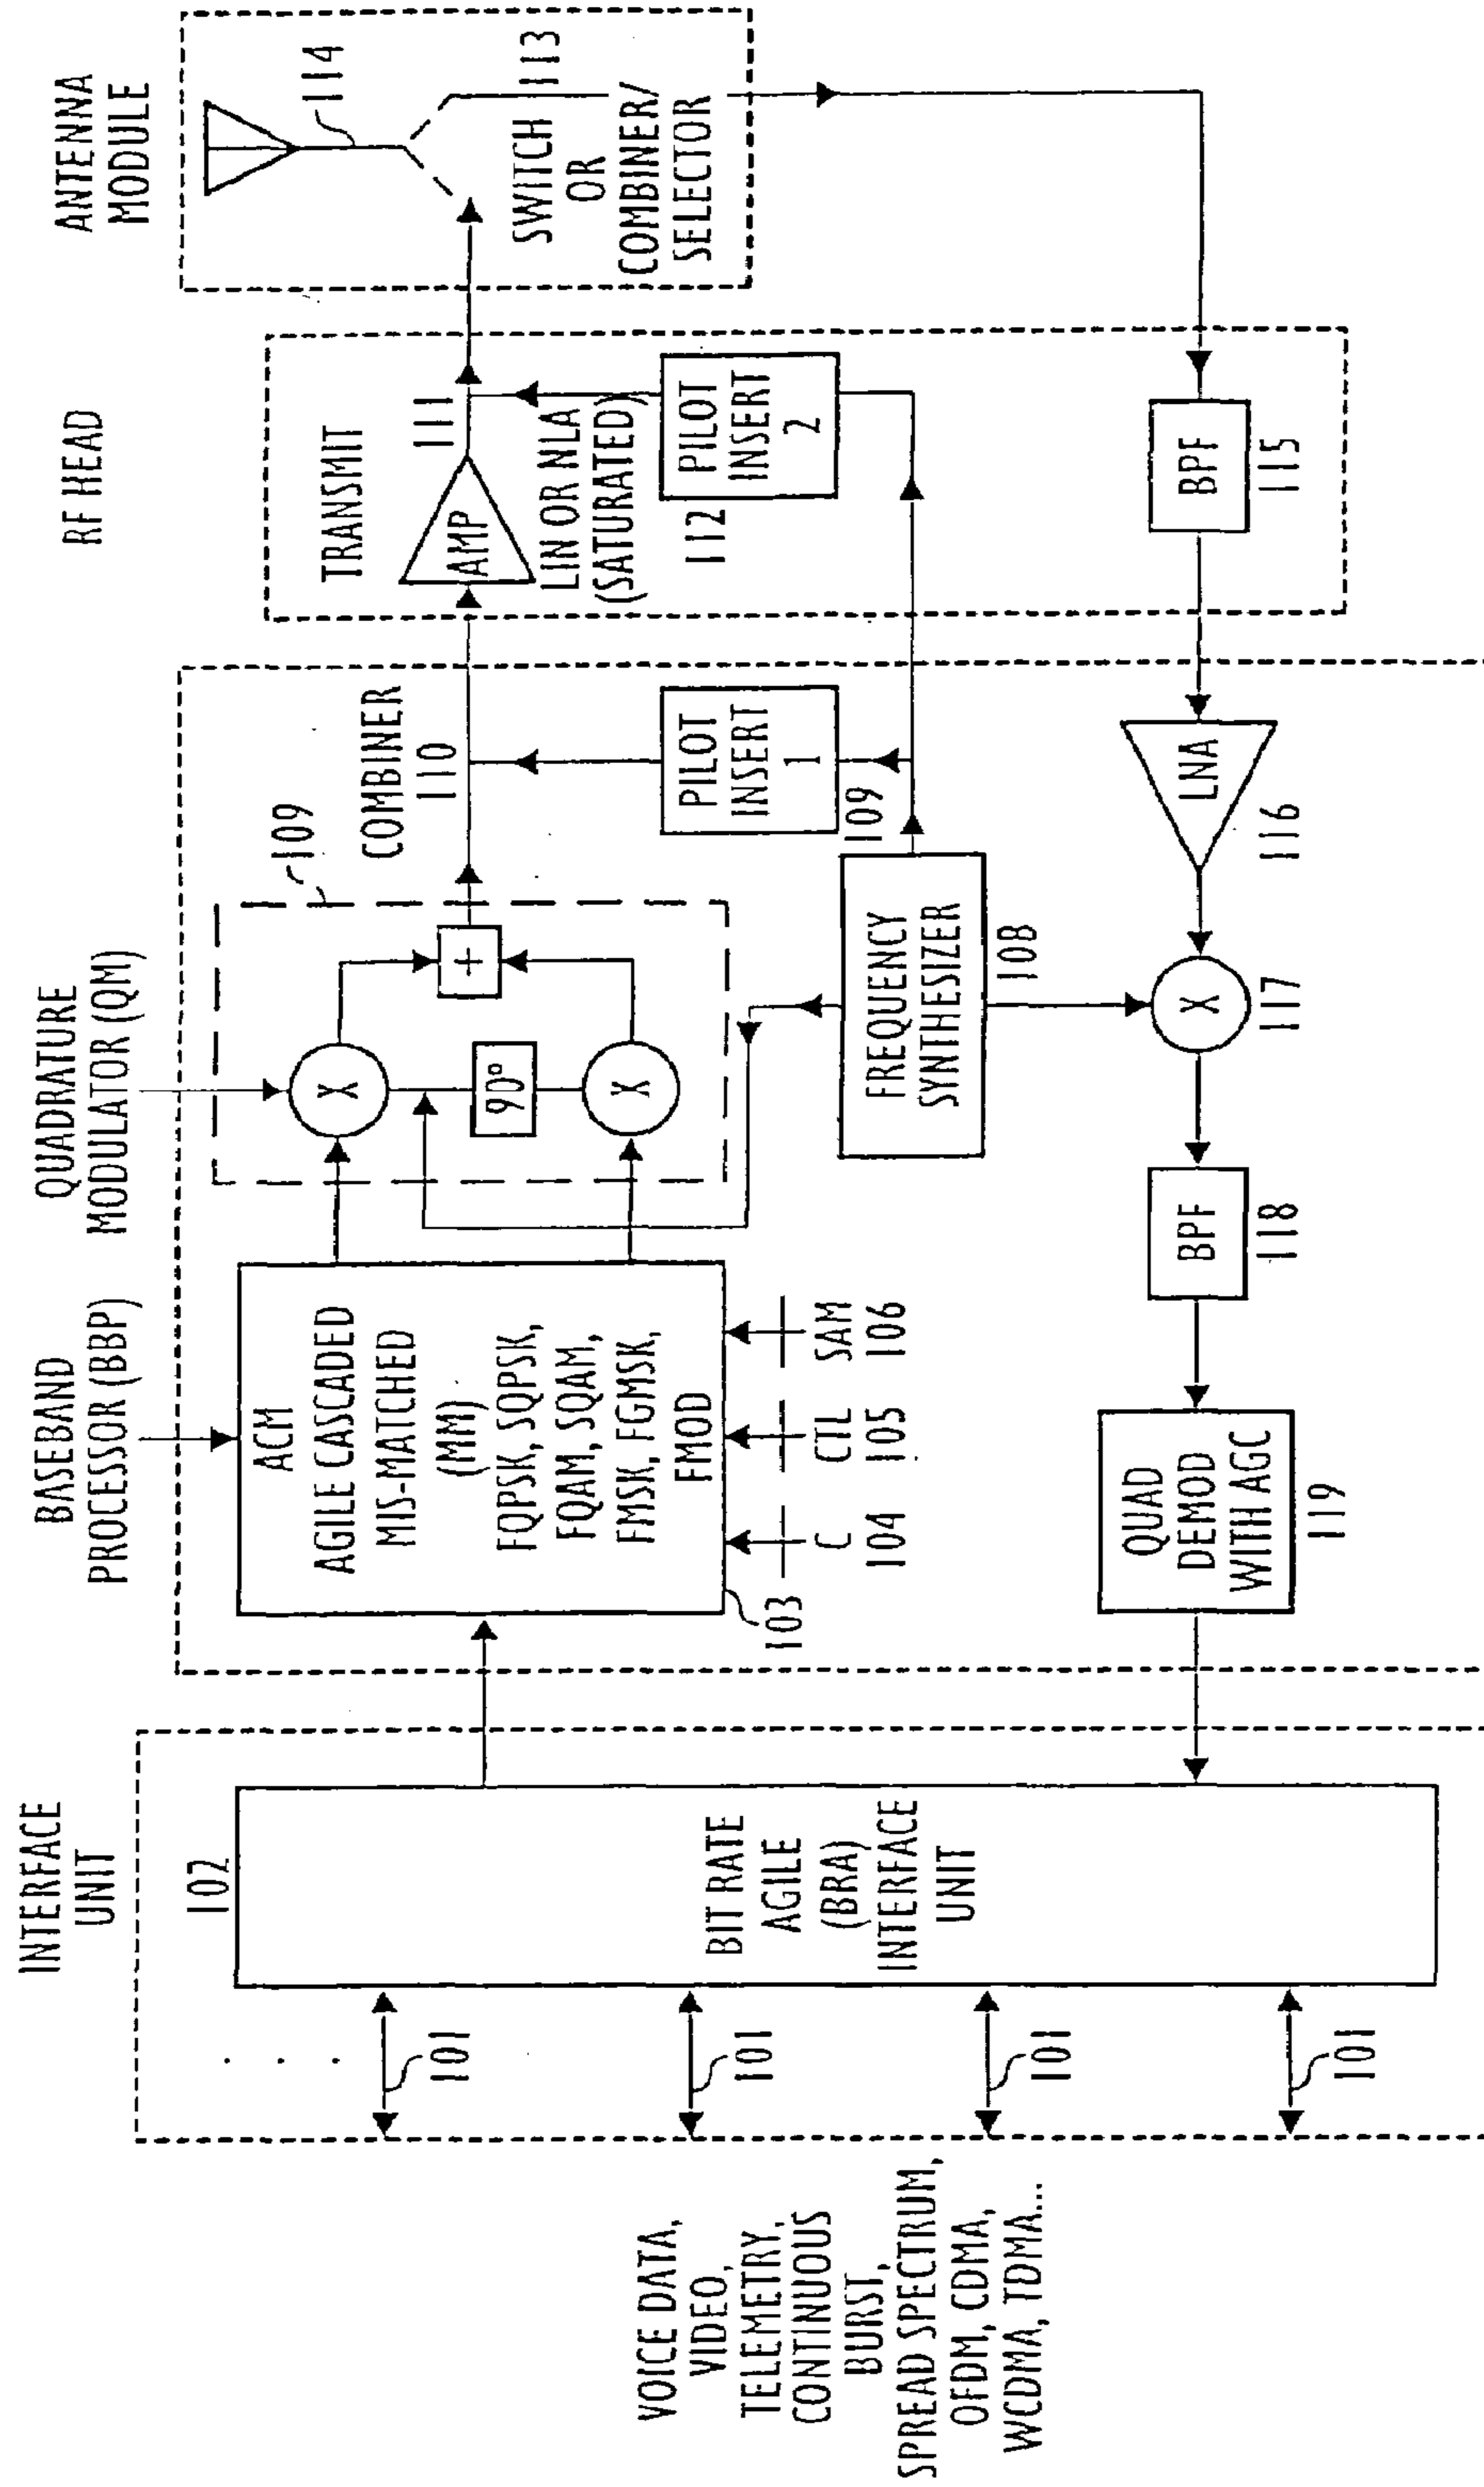 INTERFACE
UNIT
BASEBAND
PROCESSOR (BBP)
QUADRATURE
MODULATOR (QM)
RF HEAD
ANTENNA
MODULE
VOICE DATA,
VIDEO,
TELEMETRY,
CONTINUOUS
BURST,
SPREAD SPECTRUM,
OFDM, CDMA,
WCDMA, TDMA...
. . .
101
101
101
101
102
BIT RATE
AGILE
(BRA)
INTERFACE
UNIT
ACM
AGILE CASCADED
MIS-MATCHED
(MM)
FQPSK, SQPSK,
FQAM, SQAM,
FMSK, FGMSK,
FMOD
103
C
104
CTL
105
SAM
106
X
90°
X
+
109
COMBINER
110
PILOT
INSERT
1
109
FREQUENCY
SYNTHESIZER
108
TRANSMIT
AMP
111
LIN OR NLA
(SATURATED)
PILOT
INSERT
2
112
114
113
SWITCH
OR
COMBINER/
SELECTOR
BPF
115
LNA
116
X
117
BPF
118
QUAD
DEMOD
WITH AGC
119